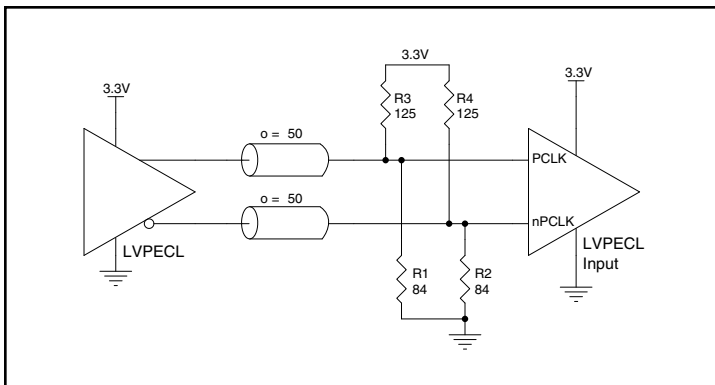 3.3V
3.3V
3.3V
R3
125
R4
125
o = 50
PCLK
o = 50
nPCLK
LVPECL
LVPECL
Input
R1
84
R2
84